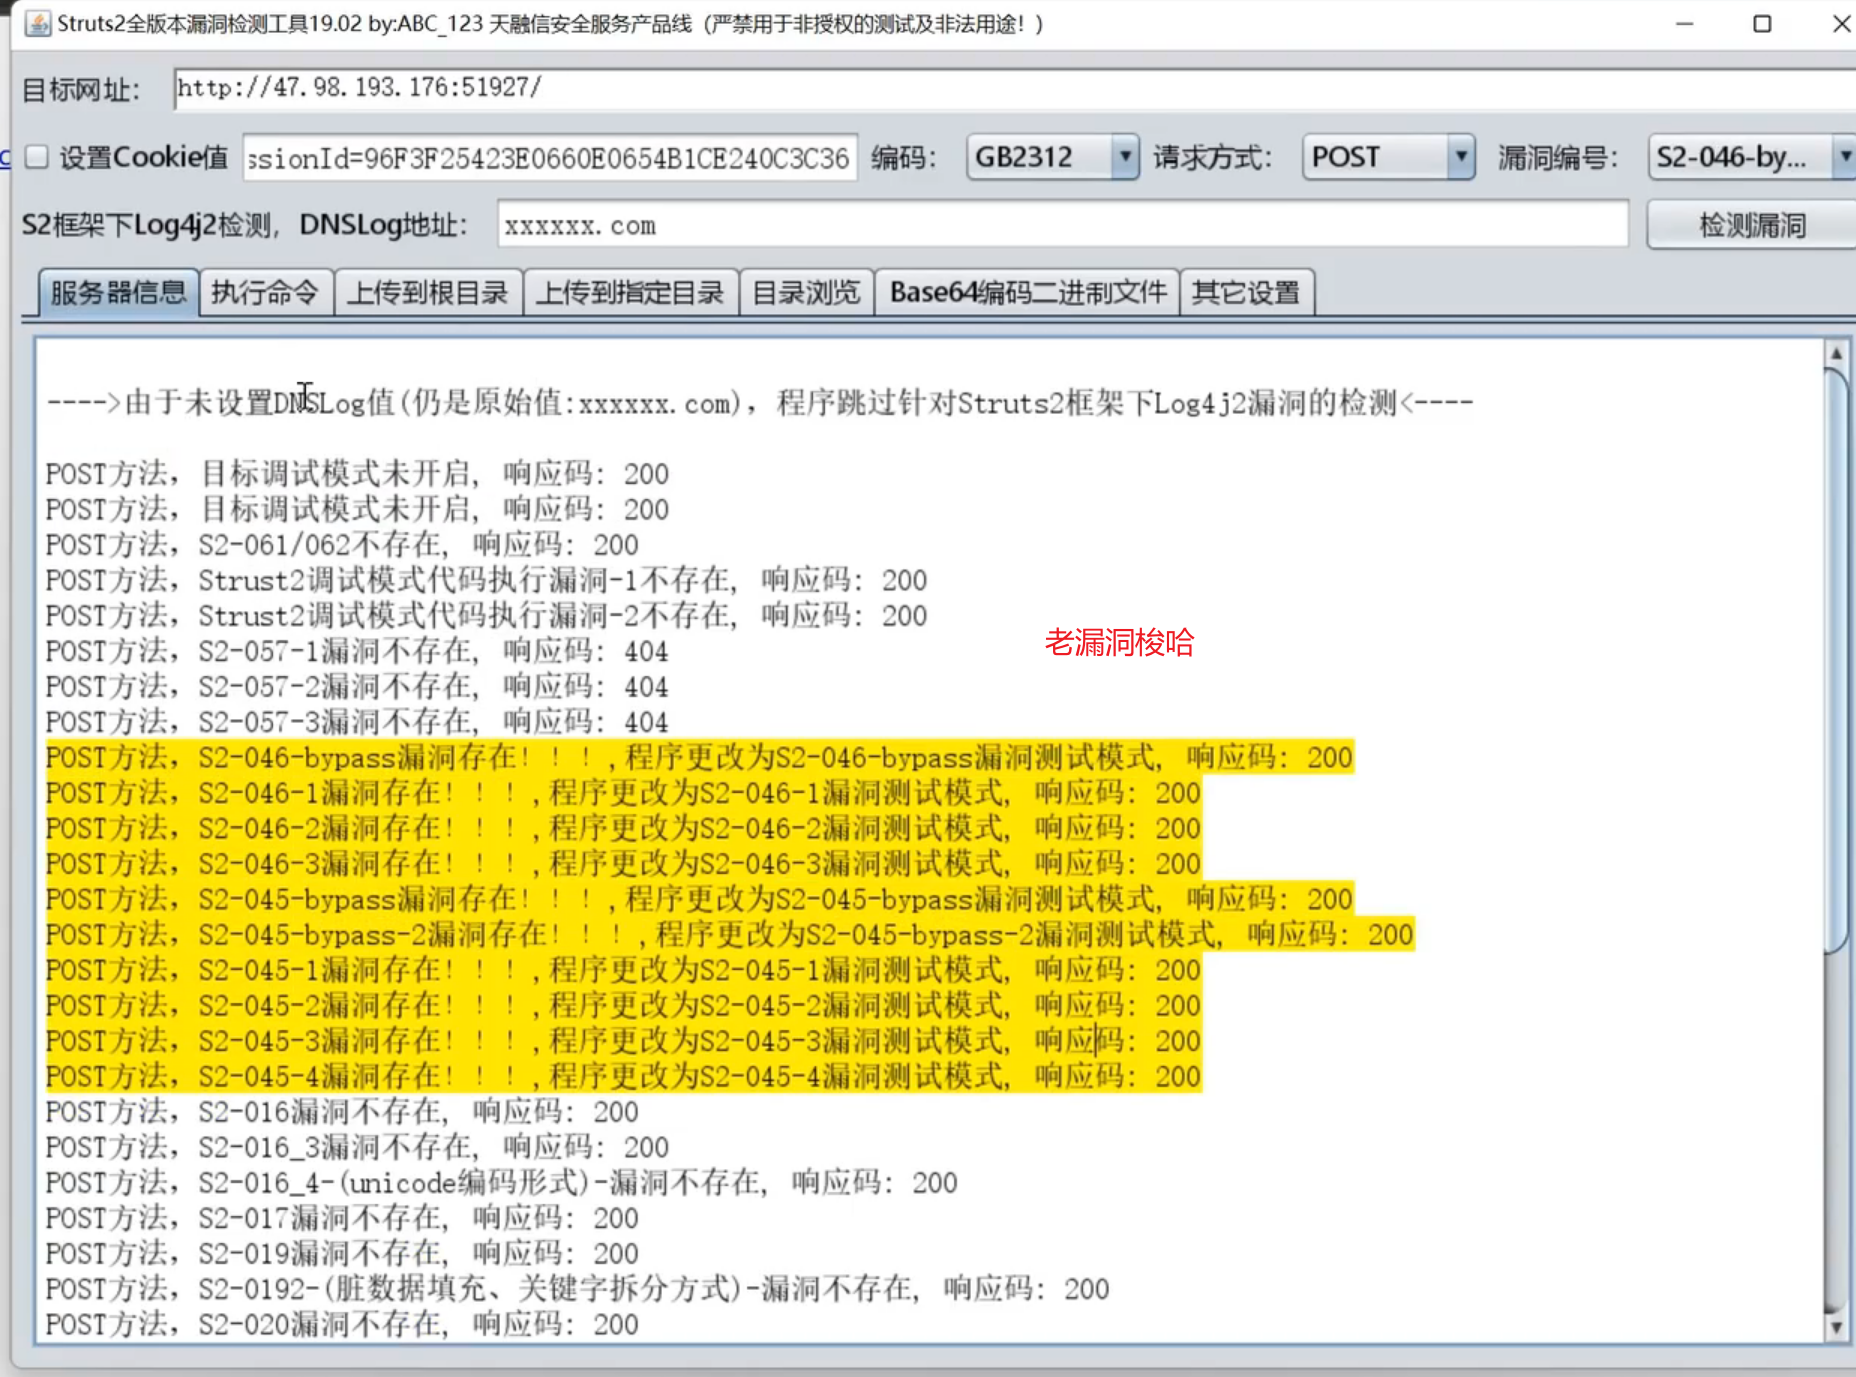 Struts2全版本漏洞检测工具19.02 by:ABC_123 天融信安全服务产品线（严禁用于非授权的测试及非法用途！）
目标网址： http://47.98.193.176:51927/
设置Cookie值 ssionId=96F3F25423E0660E0654B1CE240C3C36 编码： GB2312 请求方式： POST 漏洞编号： S2-046-by...
S2框架下Log4j2检测，DNSLog地址： xxxxxx.com 检测漏洞
服务器信息 执行命令 上传到根目录 上传到指定目录 目录浏览 Base64编码二进制文件 其它设置
---->由于未设置DNSLog值(仍是原始值:xxxxxx.com)，程序跳过针对Struts2框架下Log4j2漏洞的检测<----
POST方法，目标调试模式未开启, 响应码: 200
POST方法，目标调试模式未开启, 响应码: 200
POST方法，S2-061/062不存在, 响应码: 200
POST方法，Strust2调试模式代码执行漏洞-1不存在, 响应码: 200
POST方法，Strust2调试模式代码执行漏洞-2不存在, 响应码: 200
老漏洞梭哈
POST方法，S2-057-1漏洞不存在, 响应码: 404
POST方法，S2-057-2漏洞不存在, 响应码: 404
POST方法，S2-057-3漏洞不存在, 响应码: 404
POST方法，S2-046-bypass漏洞存在！！！,程序更改为S2-046-bypass漏洞测试模式, 响应码: 200
POST方法，S2-046-1漏洞存在！！！,程序更改为S2-046-1漏洞测试模式, 响应码: 200
POST方法，S2-046-2漏洞存在！！！,程序更改为S2-046-2漏洞测试模式, 响应码: 200
POST方法，S2-046-3漏洞存在！！！,程序更改为S2-046-3漏洞测试模式, 响应码: 200
POST方法，S2-045-bypass漏洞存在！！！,程序更改为S2-045-bypass漏洞测试模式, 响应码: 200
POST方法，S2-045-bypass-2漏洞存在！！！,程序更改为S2-045-bypass-2漏洞测试模式, 响应码: 200
POST方法，S2-045-1漏洞存在！！！,程序更改为S2-045-1漏洞测试模式, 响应码: 200
POST方法，S2-045-2漏洞存在！！！,程序更改为S2-045-2漏洞测试模式, 响应码: 200
POST方法，S2-045-3漏洞存在！！！,程序更改为S2-045-3漏洞测试模式, 响应码: 200
POST方法，S2-045-4漏洞存在！！！,程序更改为S2-045-4漏洞测试模式, 响应码: 200
POST方法，S2-016漏洞不存在, 响应码: 200
POST方法，S2-016_3漏洞不存在, 响应码: 200
POST方法，S2-016_4-(unicode编码形式)-漏洞不存在, 响应码: 200
POST方法，S2-017漏洞不存在, 响应码: 200
POST方法，S2-019漏洞不存在, 响应码: 200
POST方法，S2-0192-(脏数据填充、关键字拆分方式)-漏洞不存在, 响应码: 200
POST方法，S2-020漏洞不存在, 响应码: 200